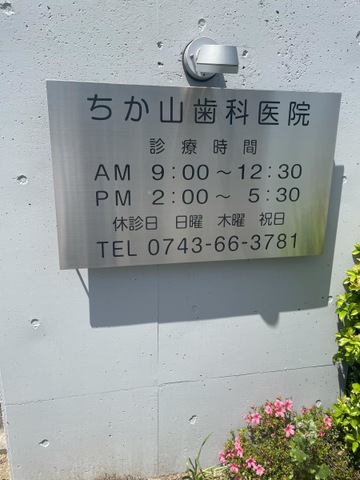 ちか山歯科医院
診療時間
AM 9:00～12:30
PM 2:00～ 5:30
休診日 日曜 木曜 祝日
TEL 0743-66-3781